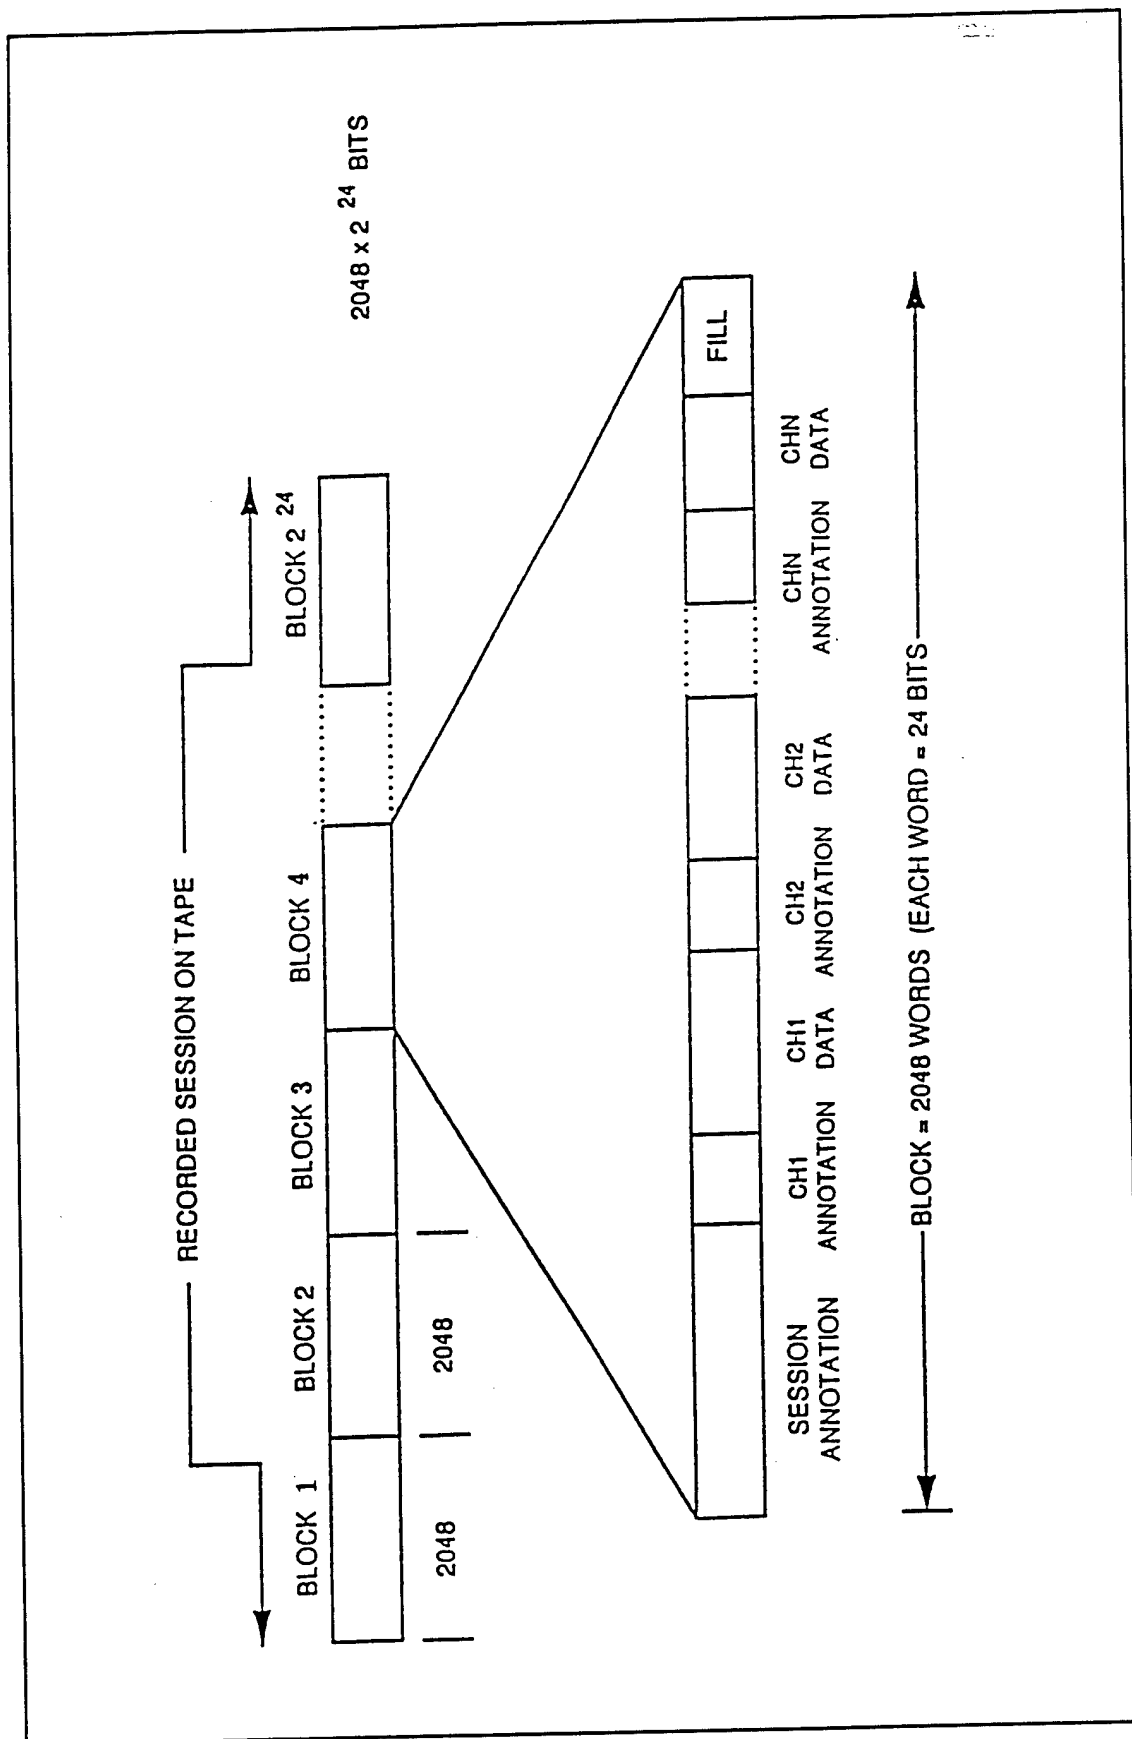 RECORDED SESSION ON TAPE
BLOCK 1
BLOCK 2
BLOCK 3
BLOCK 4
BLOCK 2 24
2048
2048
2048 x 2 24 BITS
FILL
SESSION
ANNOTATION
CH1
ANNOTATION
CH1
DATA
CH2
ANNOTATION
CH2
DATA
CHN
ANNOTATION
CHN
DATA
BLOCK = 2048 WORDS (EACH WORD = 24 BITS